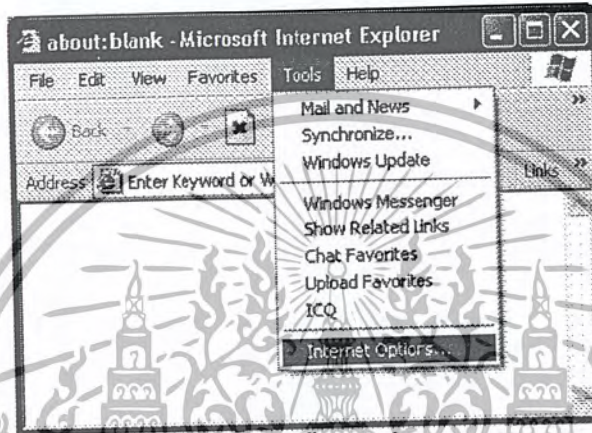 about:blank - Microsoft Internet Explorer
File Edit View Favorites Tools Help
Back
Address Enter Keyword or W
Links
Mail and News
Synchronize...
Windows Update
Windows Messenger
Show Related Links
Chat Favorites
Upload Favorites
ICQ
Internet Options...